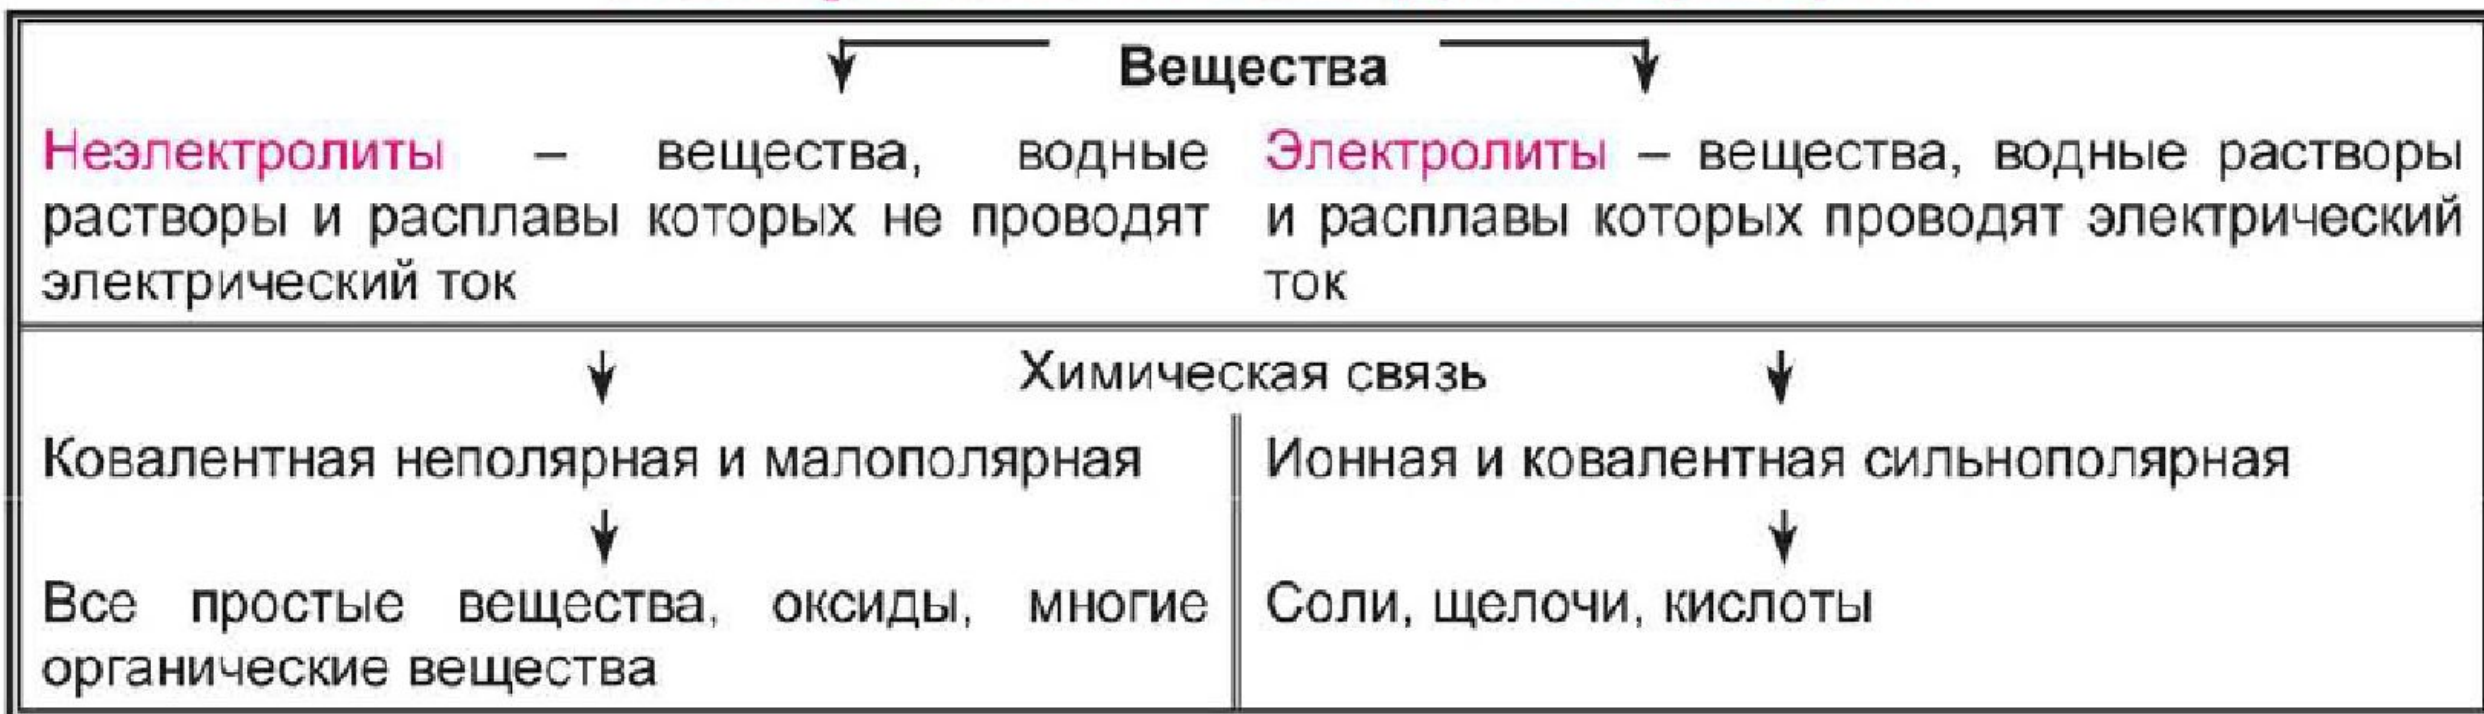 Вещества
Неэлектролиты – вещества, водные
растворы и расплавы которых не проводят
электрический ток
Электролиты – вещества, водные растворы
и расплавы которых проводят электрический
ток
Химическая связь
Ковалентная неполярная и малополярная
Ионная и ковалентная сильнополярная
Все простые вещества, оксиды, многие
органические вещества
Соли, щелочи, кислоты